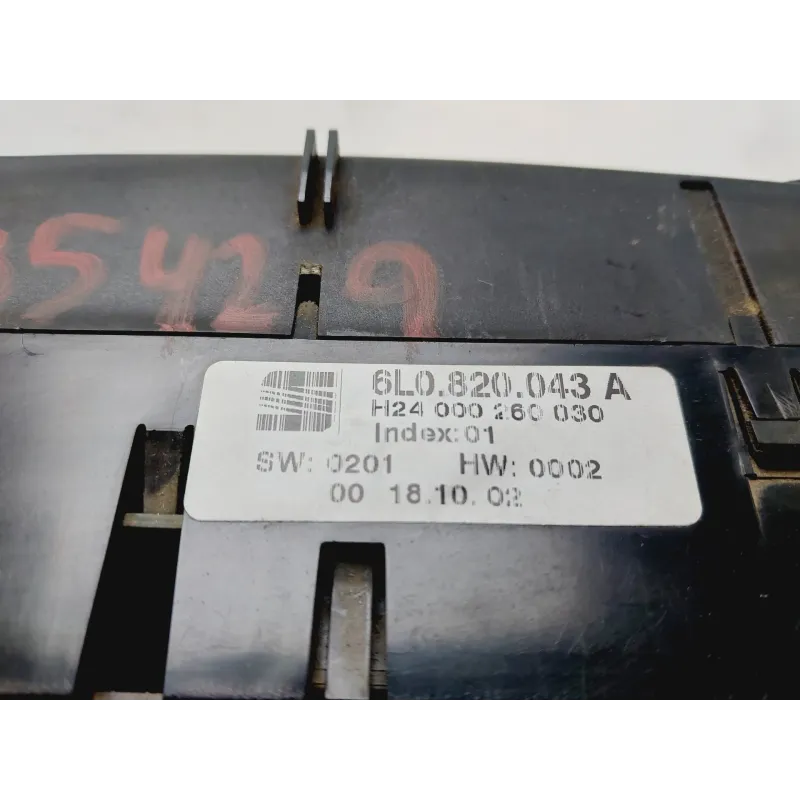 35429
6L0.820.043 A
H24 000 260 030
Index:01
SW: 0201 HW: 0002
00 18.10. 02